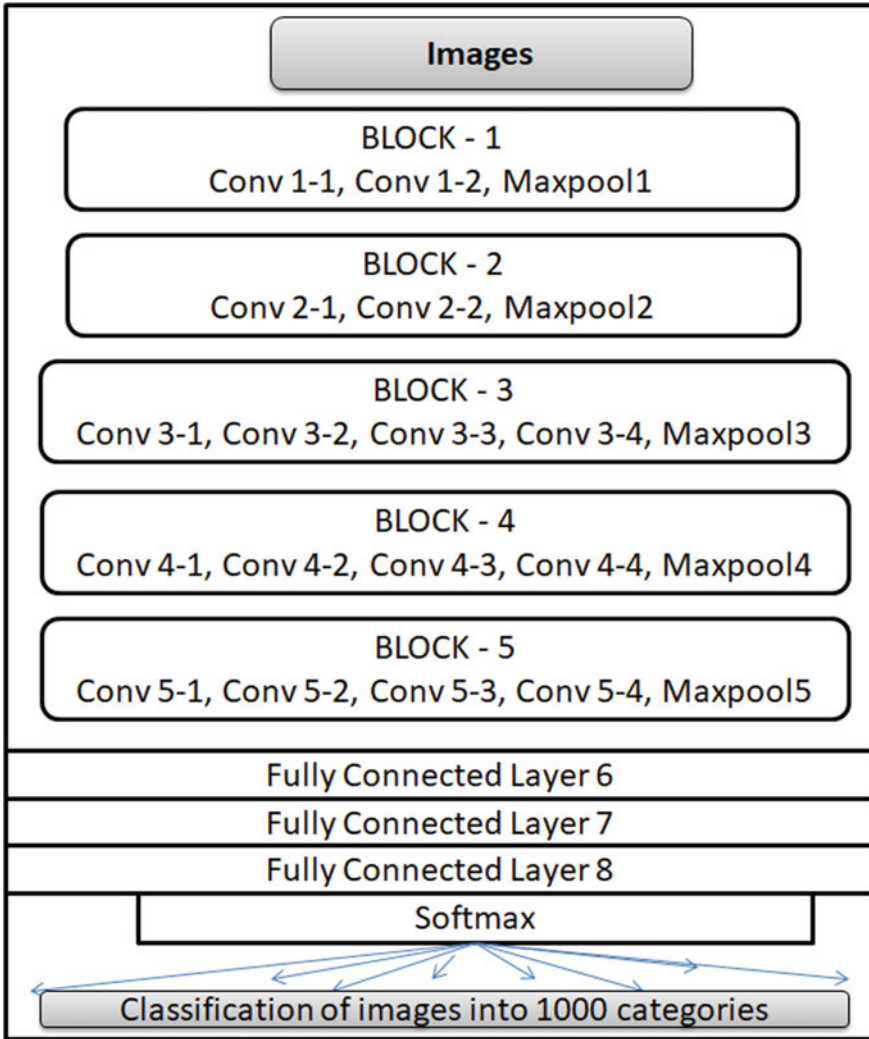 Images
BLOCK - 1
Conv 1-1, Conv 1-2, Maxpool1
BLOCK - 2
Conv 2-1, Conv 2-2, Maxpool2
BLOCK - 3
Conv 3-1, Conv 3-2, Conv 3-3, Conv 3-4, Maxpool3
BLOCK - 4
Conv 4-1, Conv 4-2, Conv 4-3, Conv 4-4, Maxpool4
BLOCK - 5
Conv 5-1, Conv 5-2, Conv 5-3, Conv 5-4, Maxpool5
Fully Connected Layer 6
Fully Connected Layer 7
Fully Connected Layer 8
Softmax
Classification of images into 1000 categories